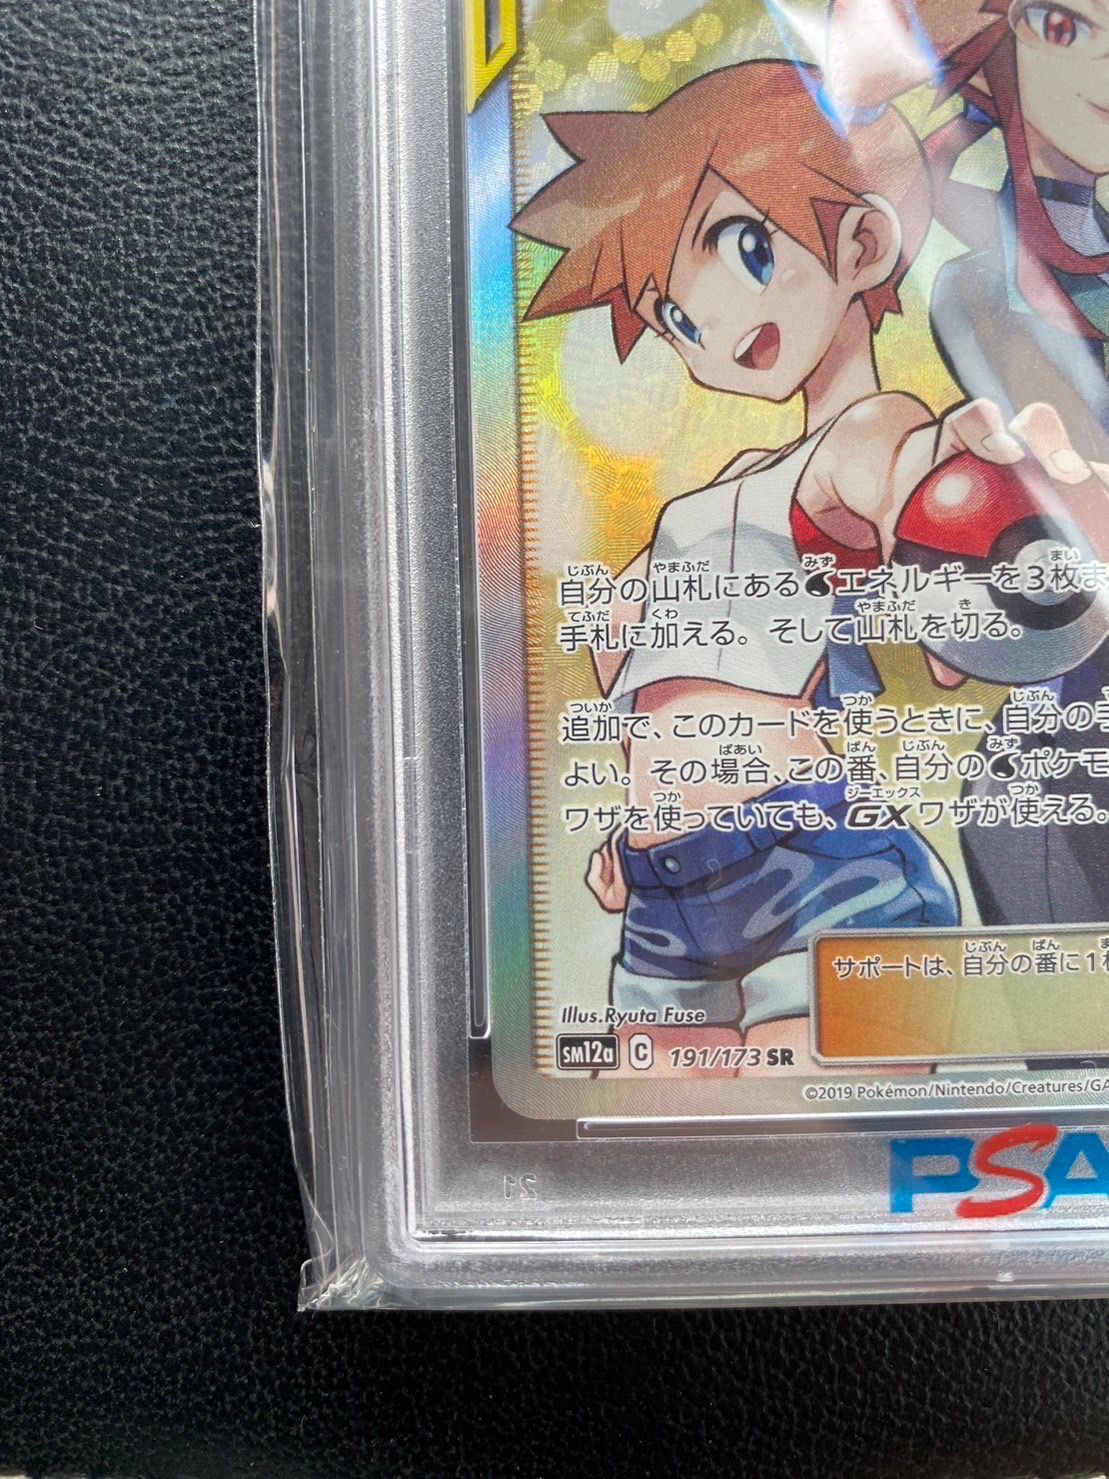 自分の山札にある エネルギーを3枚ま
手札に加える。そして山札を切る。
追加で、このカードを使うときに、自分の手
よい。その場合、この番、自分の ポケモ
ワザを使っていても、GXワザが使える。
サポートは、自分の番に1枚
Illus.Ryuta Fuse
SM12a C 191/173 SR
©2019 Pokémon/Nintendo/Creatures/GA
PSA
21